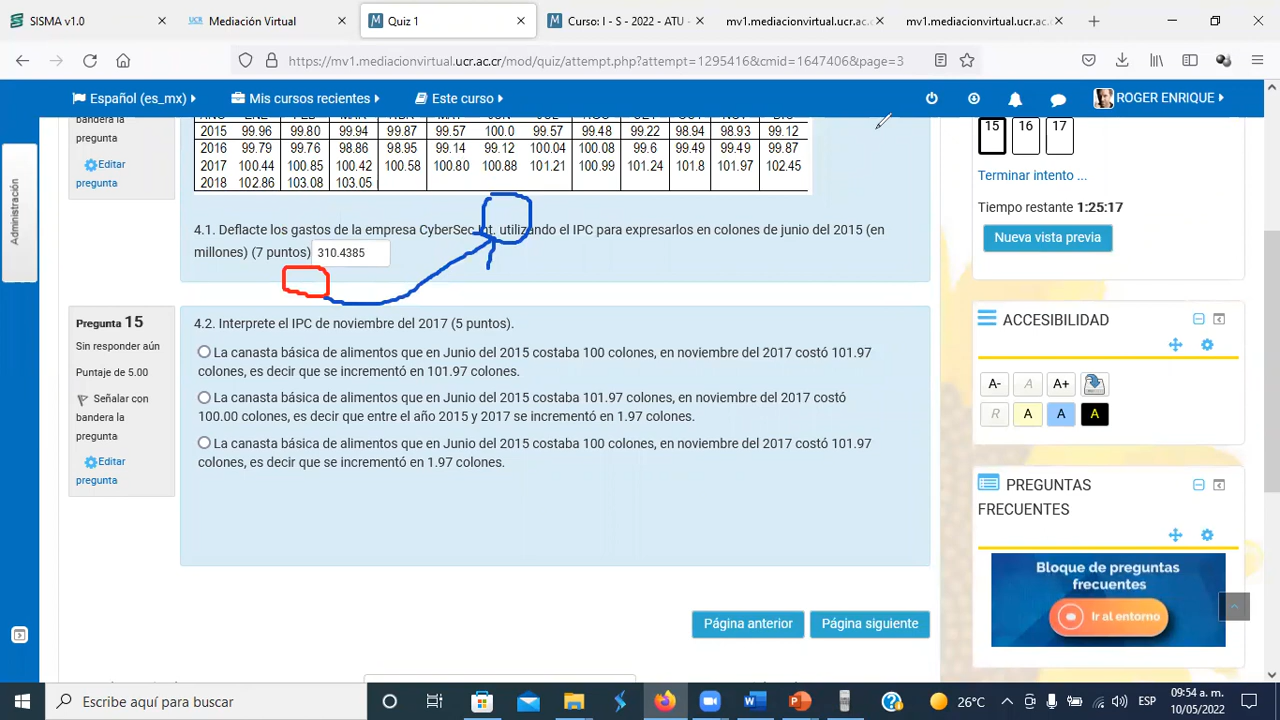 SISMA v1.0
Mediación Virtual
Quiz 1
Curso: I - S - 2022 - ATU -
mv1.mediacionvirtual.ucr.ac.c
mv1.mediacionvirtual.ucr.ac.c
https://mv1.mediacionvirtual.ucr.ac.cr/mod/quiz/attempt.php?attempt=1295416&cmid=1647406&page=3
Español (es_mx)
Mis cursos recientes
Este curso
ROGER ENRIQUE
Administración
bandera la
pregunta
Editar
pregunta
2015 99.96 99.80 99.94 99.87 99.57 100.0 99.57 99.48 99.22 98.94 98.93 99.12
2016 99.79 99.76 98.86 98.95 99.14 99.12 100.04 100.08 99.6 99.49 99.49 99.87
2017 100.44 100.85 100.42 100.58 100.80 100.88 101.21 100.99 101.24 101.8 101.97 102.45
2018 102.86 103.08 103.05
4.1. Deflacte los gastos de la empresa CyberSec Int. utilizando el IPC para expresarlos en colones de junio del 2015 (en
millones) (7 puntos) 310.4385
Pregunta 15
Sin responder aún
Puntaje de 5.00
Señalar con
bandera la
pregunta
Editar
pregunta
4.2. Interprete el IPC de noviembre del 2017 (5 puntos).
La canasta básica de alimentos que en Junio del 2015 costaba 100 colones, en noviembre del 2017 costó 101.97
colones, es decir que se incrementó en 101.97 colones.
La canasta básica de alimentos que en Junio del 2015 costaba 101.97 colones, en noviembre del 2017 costó
100.00 colones, es decir que entre el año 2015 y 2017 se incrementó en 1.97 colones.
La canasta básica de alimentos que en Junio del 2015 costaba 100 colones, en noviembre del 2017 costó 101.97
colones, es decir que se incrementó en 1.97 colones.
Página anterior
Página siguiente
15 16 17
Terminar intento ...
Tiempo restante 1:25:17
Nueva vista previa
ACCESIBILIDAD
A- A A+
R A A A
PREGUNTAS
FRECUENTES
Bloque de preguntas
frecuentes
Ir al entorno
Escribe aquí para buscar
26°C
ESP
09:54 a. m.
10/05/2022